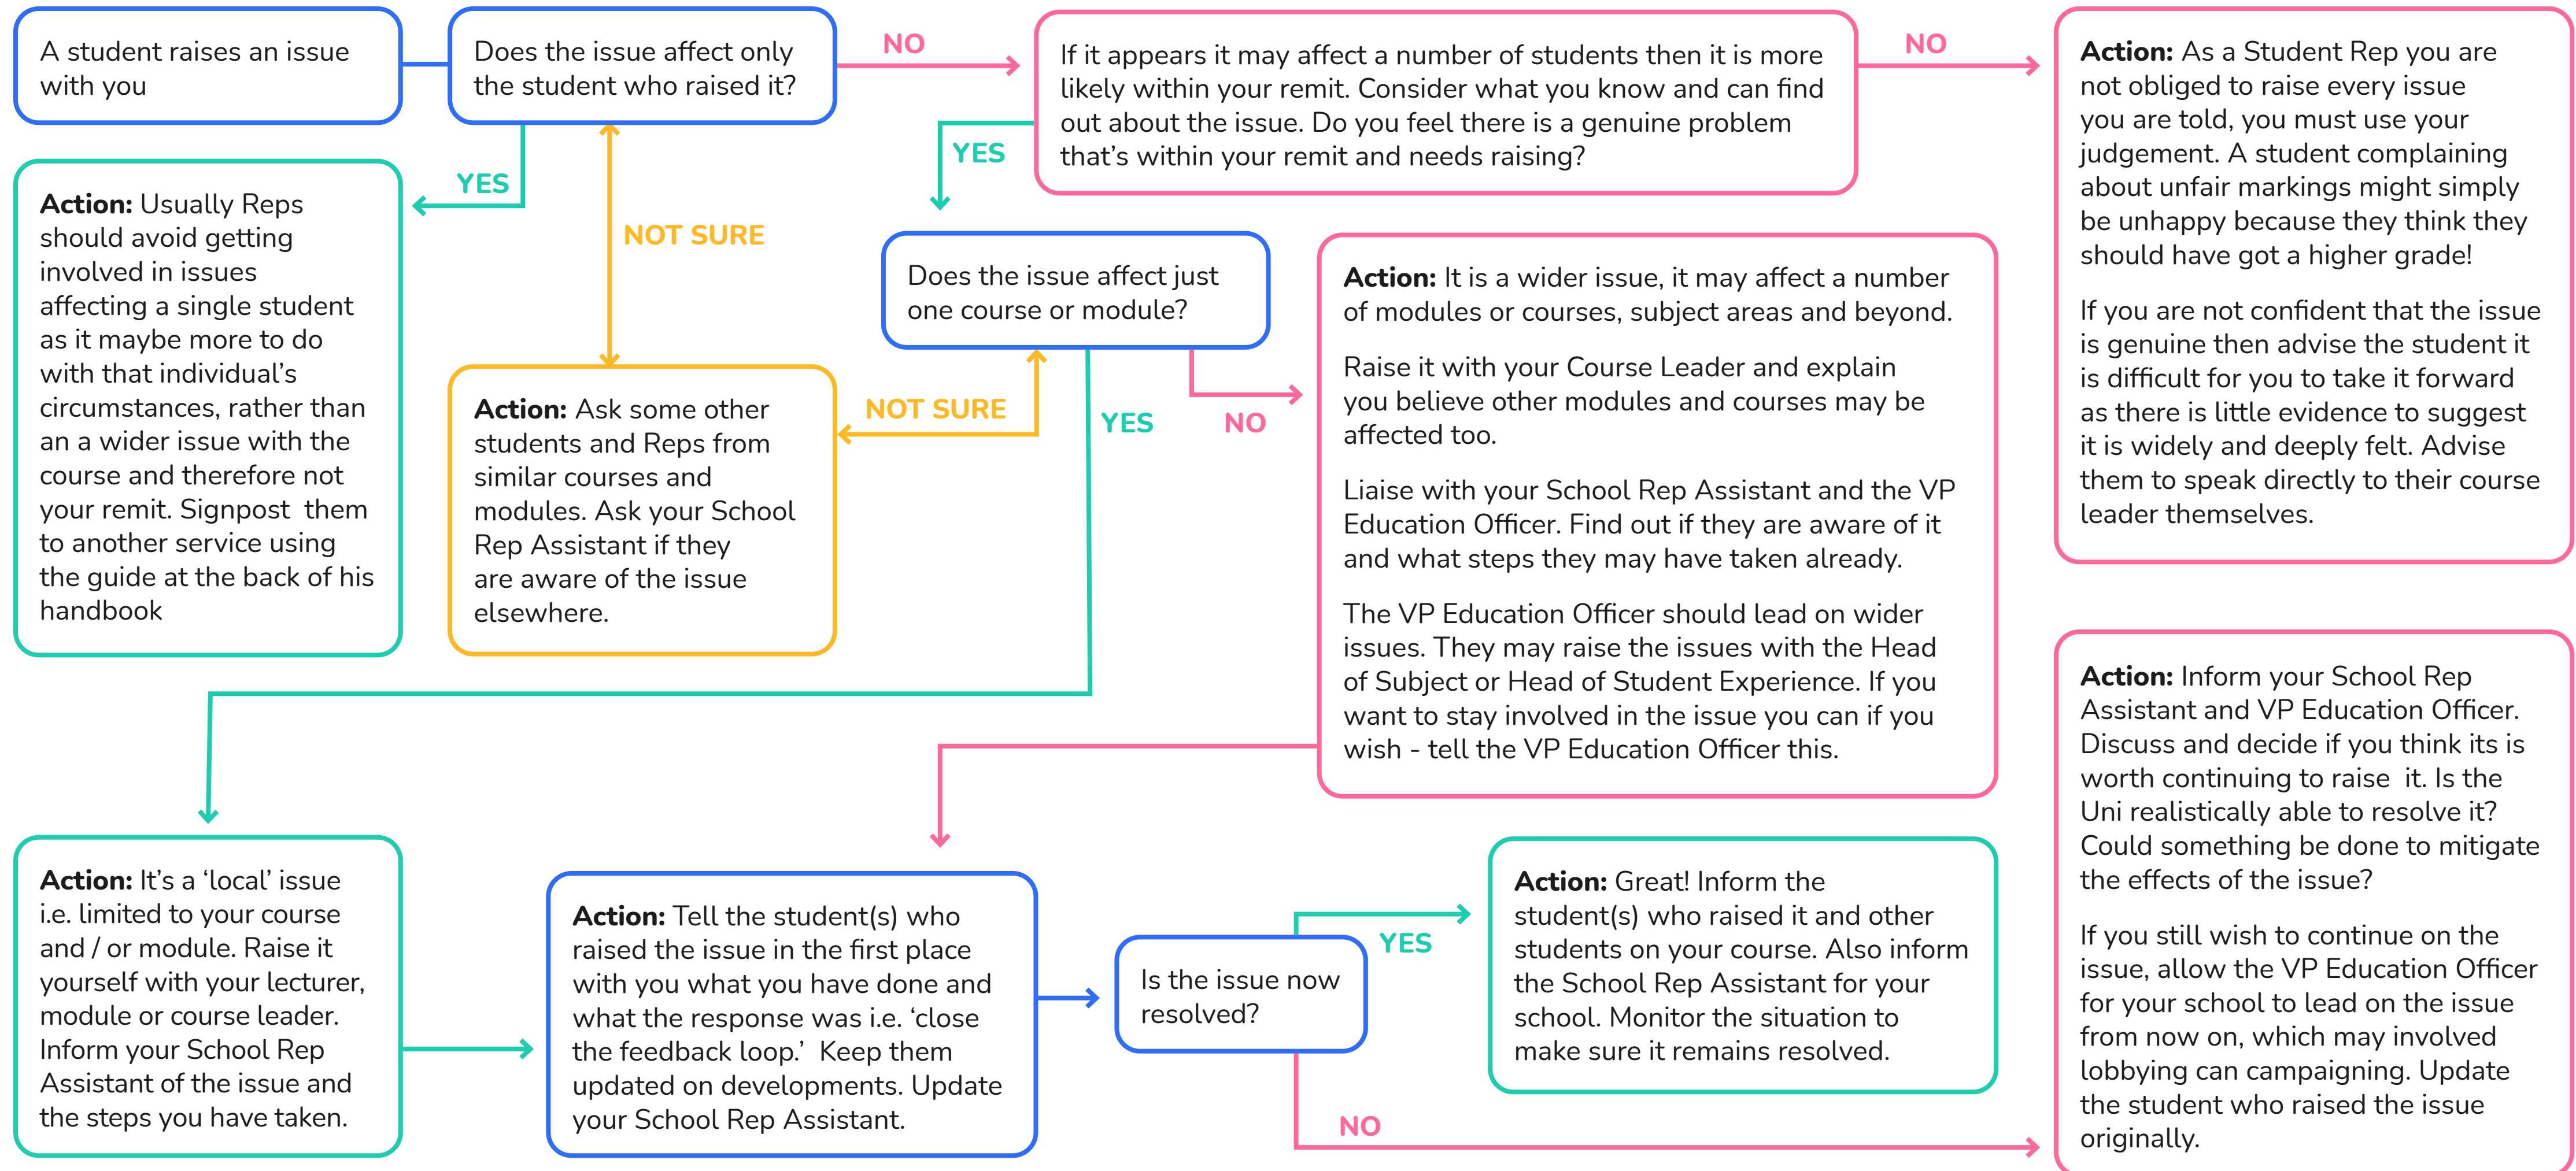 A student raises an issue
with you
Does the issue affect only
the student who raised it?
NO
If it appears it may affect a number of students then it is more
likely within your remit. Consider what you know and can find
out about the issue. Do you feel there is a genuine problem
that’s within your remit and needs raising?
NO
Action: As a Student Rep you are
not obliged to raise every issue
you are told, you must use your
judgement. A student complaining
about unfair markings might simply
be unhappy because they think they
should have got a higher grade!
If you are not confident that the issue
is genuine then advise the student it
is difficult for you to take it forward
as there is little evidence to suggest
it is widely and deeply felt. Advise
them to speak directly to their course
leader themselves.
YES
Action: Usually Reps
should avoid getting
involved in issues
affecting a single student
as it maybe more to do
with that individual’s
circumstances, rather than
an a wider issue with the
course and therefore not
your remit. Signpost  them
to another service using
the guide at the back of his
handbook
NOT SURE
Action: Ask some other
students and Reps from
similar courses and
modules. Ask your School
Rep Assistant if they
are aware of the issue
elsewhere.
YES
Does the issue affect just
one course or module?
NOT SURE
YES
NO
Action: It is a wider issue, it may affect a number
of modules or courses, subject areas and beyond.
Raise it with your Course Leader and explain
you believe other modules and courses may be
affected too.
Liaise with your School Rep Assistant and the VP
Education Officer. Find out if they are aware of it
and what steps they may have taken already.
The VP Education Officer should lead on wider
issues. They may raise the issues with the Head
of Subject or Head of Student Experience. If you
want to stay involved in the issue you can if you
wish - tell the VP Education Officer this.
Action: It’s a ‘local’ issue
i.e. limited to your course
and / or module. Raise it
yourself with your lecturer,
module or course leader.
Inform your School Rep
Assistant of the issue and
the steps you have taken.
Action: Tell the student(s) who
raised the issue in the first place
with you what you have done and
what the response was i.e. ‘close
the feedback loop.’  Keep them
updated on developments. Update
your School Rep Assistant.
Is the issue now
resolved?
YES
Action: Great! Inform the
student(s) who raised it and other
students on your course. Also inform
the School Rep Assistant for your
school. Monitor the situation to
make sure it remains resolved.
NO
Action: Inform your School Rep
Assistant and VP Education Officer.
Discuss and decide if you think its is
worth continuing to raise  it. Is the
Uni realistically able to resolve it?
Could something be done to mitigate
the effects of the issue?
If you still wish to continue on the
issue, allow the VP Education Officer
for your school to lead on the issue
from now on, which may involved
lobbying can campaigning. Update
the student who raised the issue
originally.